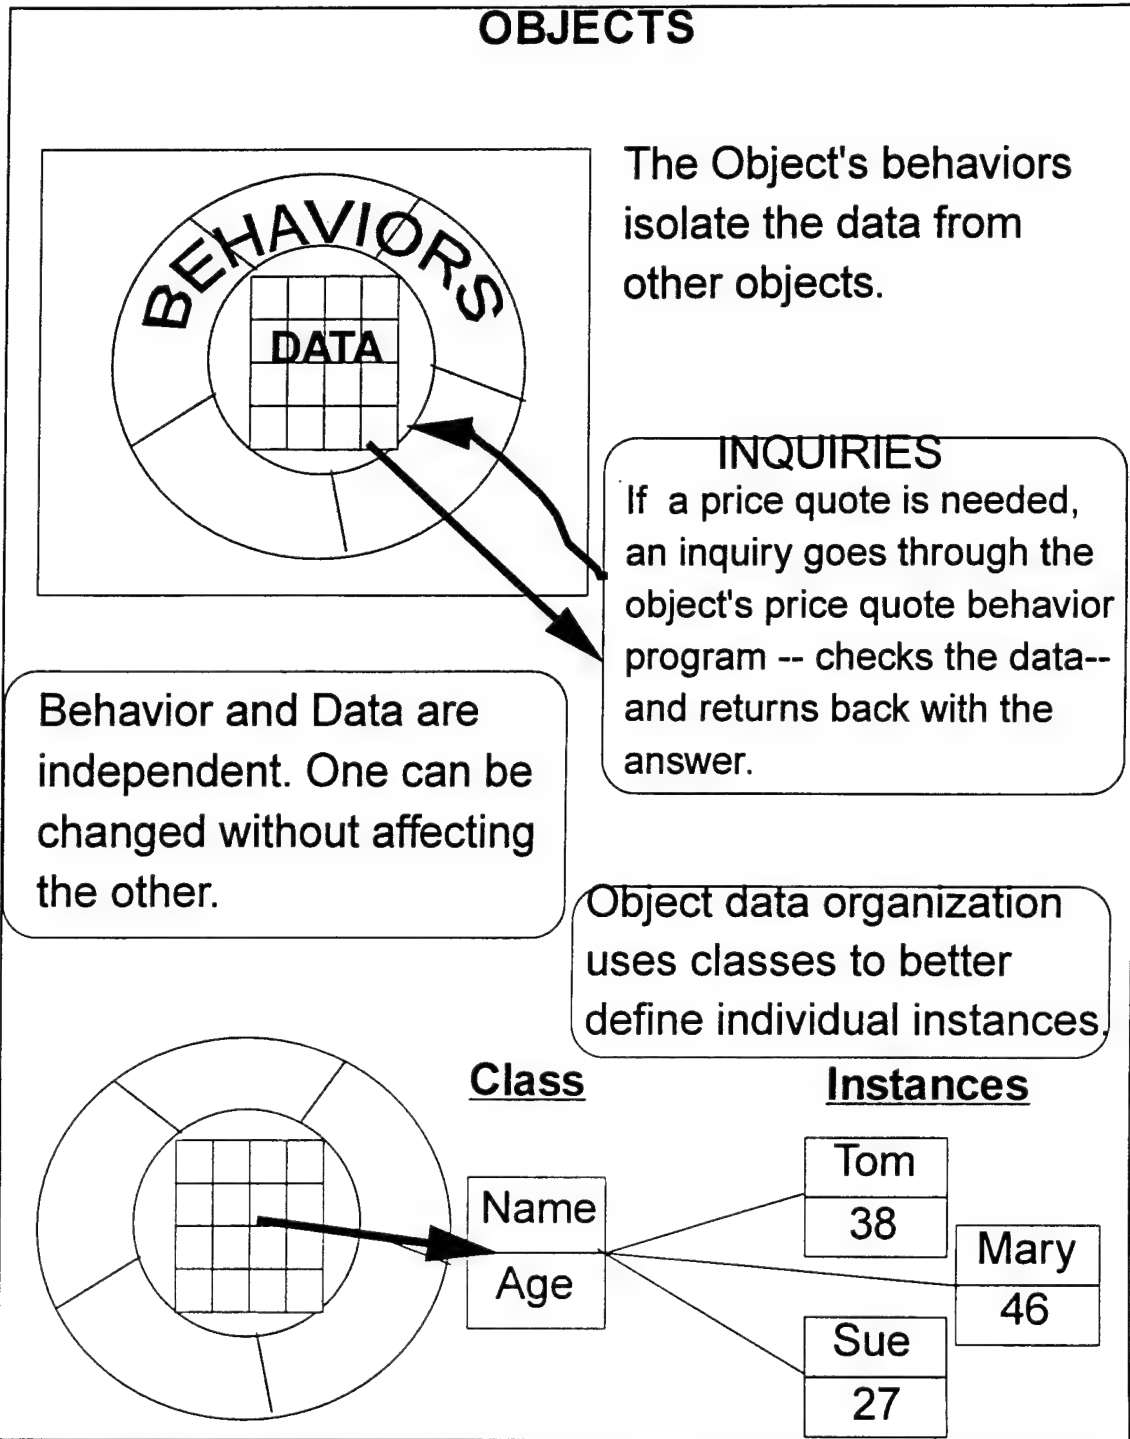 OBJECTS
BEHAVIORS
DATA
The Object's behaviors
isolate the data from
other objects.
INQUIRIES
If a price quote is needed,
an inquiry goes through the
object's price quote behavior
program -- checks the data--
and returns back with the
answer.
Behavior and Data are
independent. One can be
changed without affecting
the other.
Object data organization
uses classes to better
define individual instances.
Class
Instances
Name
Age
Tom
38
Mary
46
Sue
27